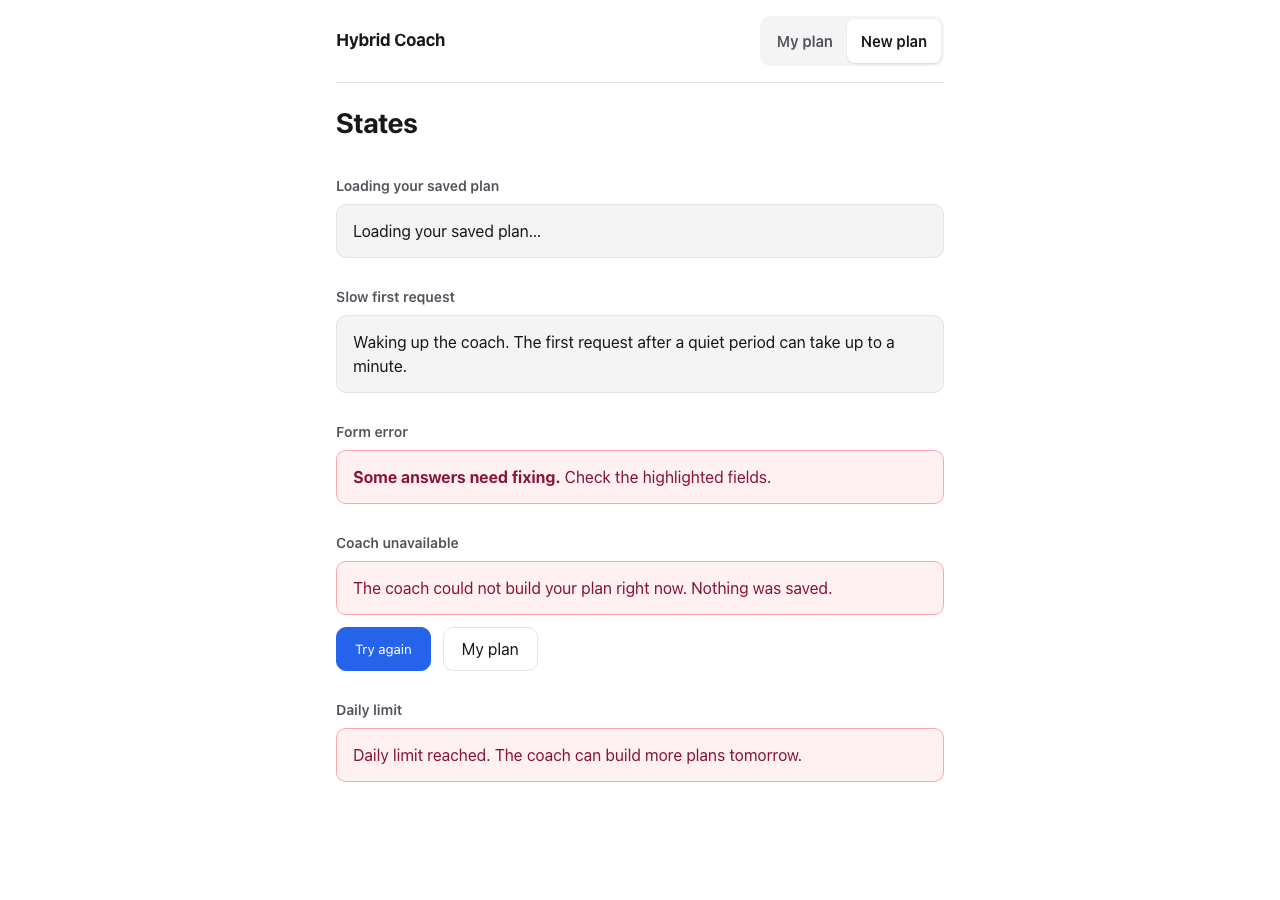 Hybrid Coach
My plan
New plan
States
Loading your saved plan
Loading your saved plan...
Slow first request
Waking up the coach. The first request after a quiet period can take up to a
minute.
Form error
Some answers need fixing. Check the highlighted fields.
Coach unavailable
The coach could not build your plan right now. Nothing was saved.
Try again
My plan
Daily limit
Daily limit reached. The coach can build more plans tomorrow.